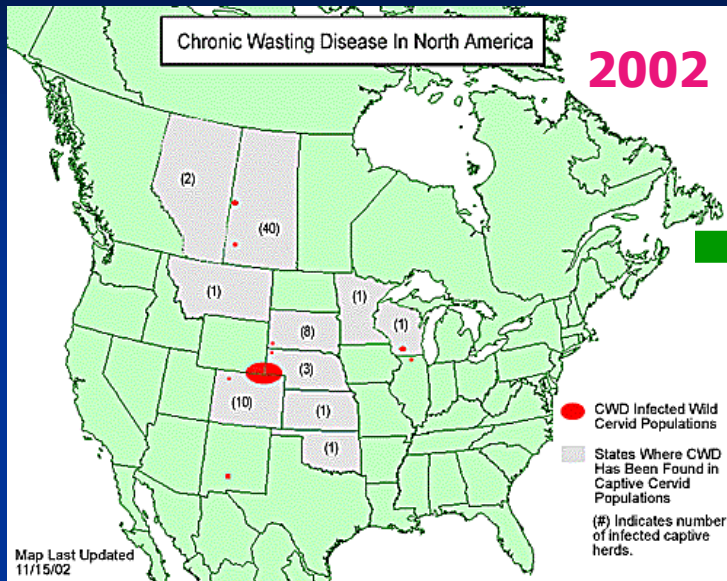 Chronic Wasting Disease In North America
2002
(2)
(40)
(1)
(1)
(8)
(1)
(3)
(10)
(1)
(1)
CWD Infected Wild
Cervid Populations
States Where CWD
Has Been Found in
Captive Cervid
Populations
(#) Indicates number
of infected captive
herds.
Map Last Updated
11/15/02